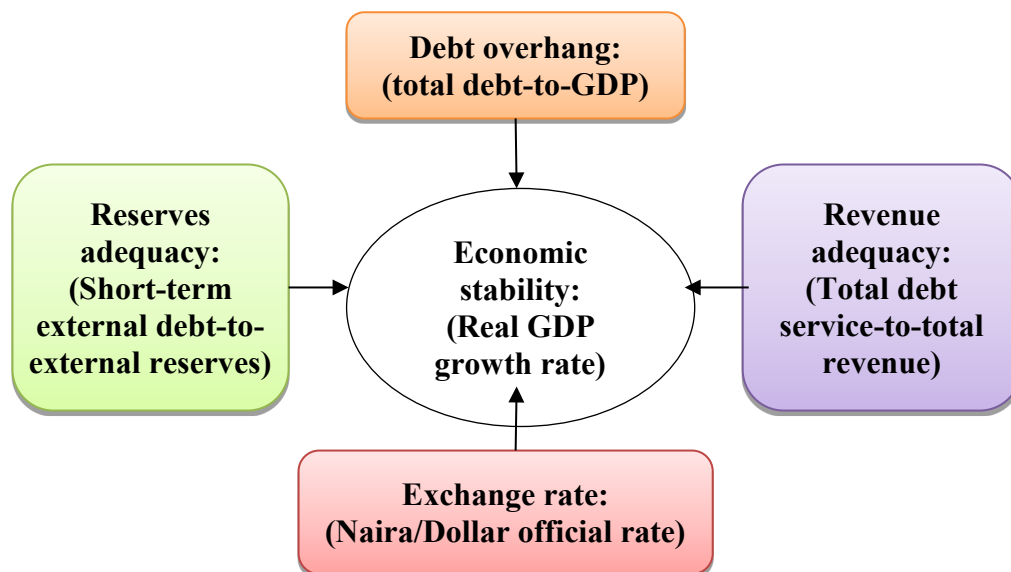 Debt overhang:
(total debt-to-GDP)
Reserves
adequacy:
(Short-term
external debt-to-
external reserves)
Economic
stability:
(Real GDP
growth rate)
Revenue
adequacy:
(Total debt
service-to-total
revenue)
Exchange rate:
(Naira/Dollar official rate)